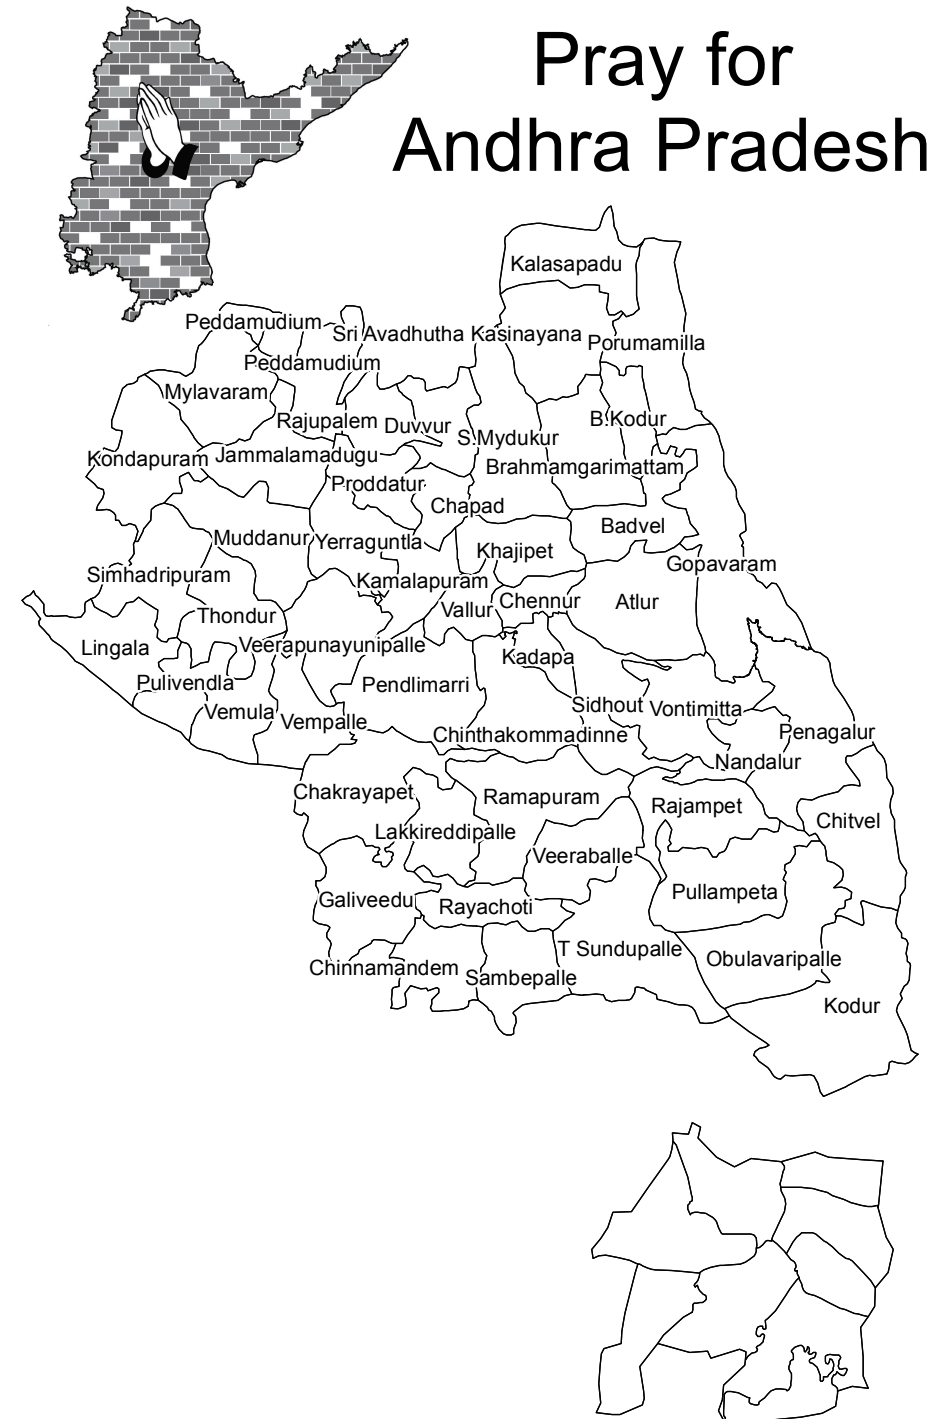 Pray for
Andhra Pradesh
Kalasapadu
Peddamudium
Sri Avadhutha Kasinayana
Porumamilla
Peddamudium
Mylavaram
Rajupalem
Duvvur
B.Kodur
S.Mydukur
Kondapuram
Jammalamadugu
Brahmamgarimattam
Proddatur
Chapad
Badvel
Muddanur
Yerraguntla
Khajipet
Gopavaram
Simhadripuram
Kamalapuram
Thondur
Vallur
Chennur
Atlur
Lingala
Veerapunayunipalle
Kadapa
Pulivendla
Pendlimarri
Vemula
Vempalle
Sidhout
Vontimitta
Chinthakommadinne
Penagalur
Nandalur
Chakrayapet
Ramapuram
Rajampet
Chitvel
Lakkireddipalle
Veeraballe
Galiveedu
Rayachoti
Pullampeta
T Sundupalle
Obulavaripalle
Chinnamandem
Sambepalle
Kodur